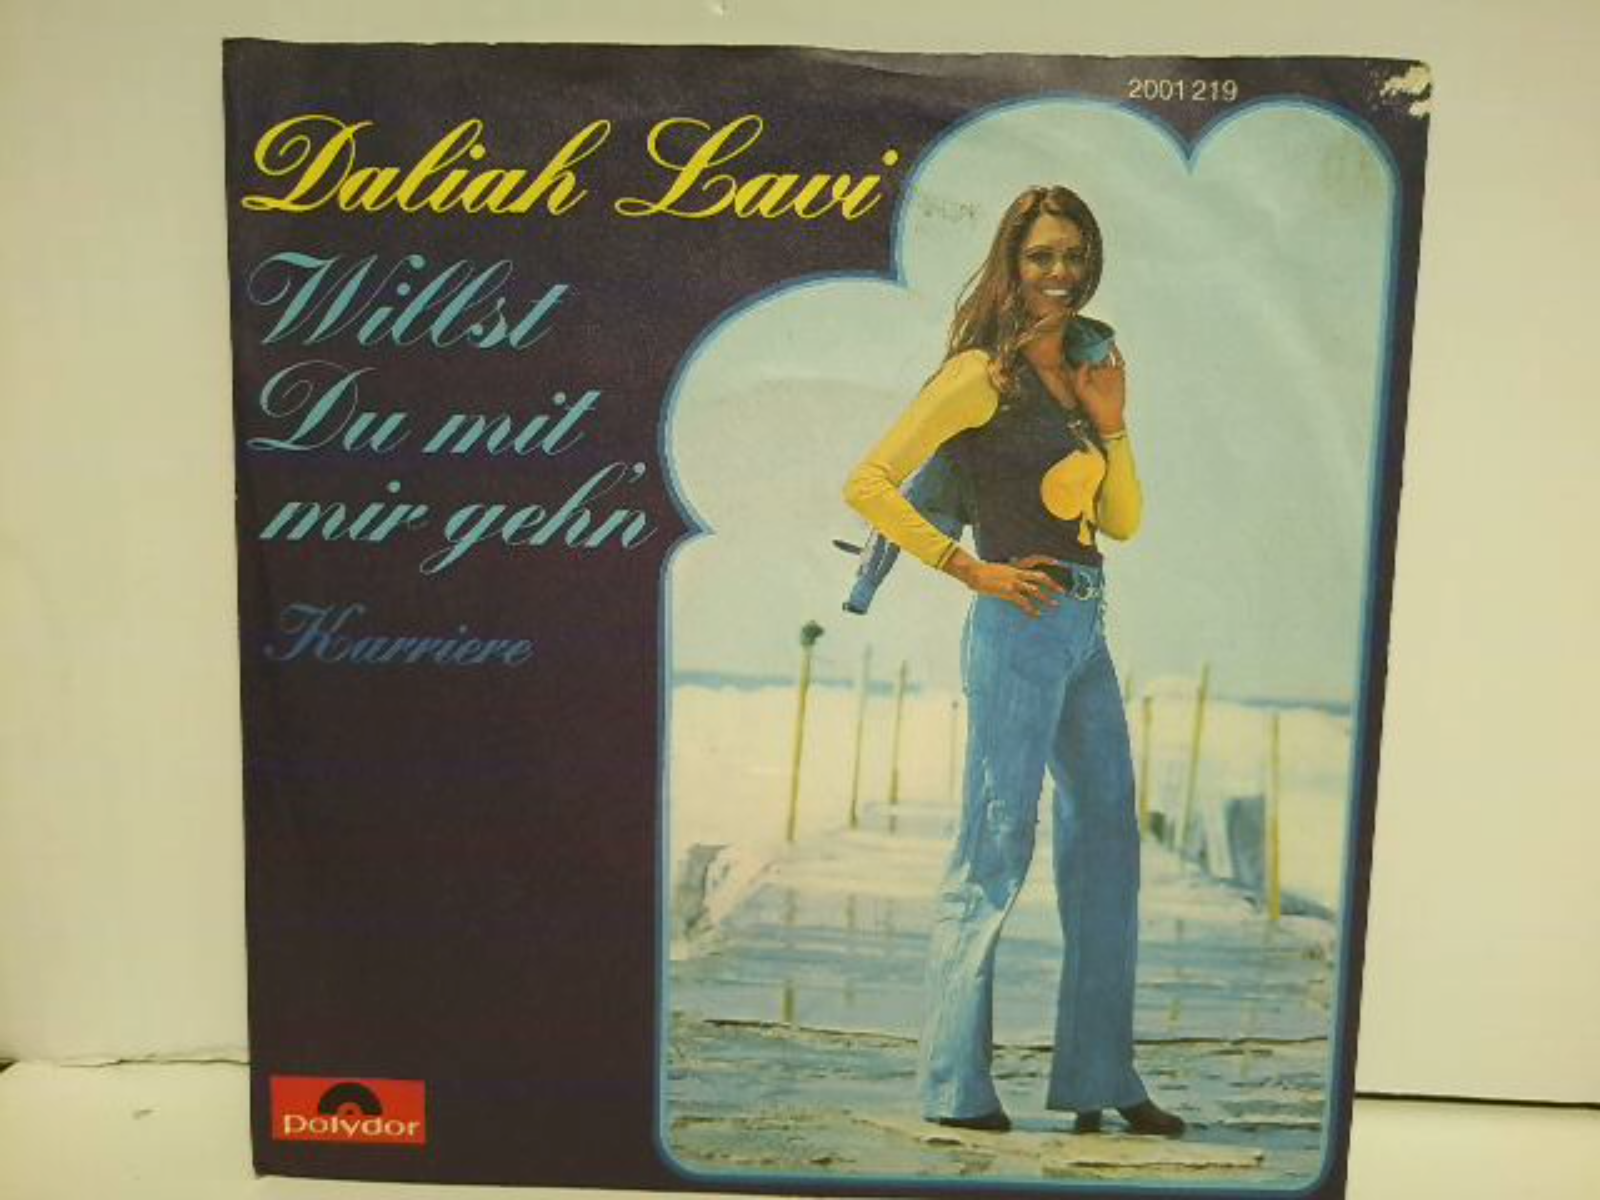 2001 219
Daliah Lavi
Willst
Du mit
mir gehn'
Karriere
polydor